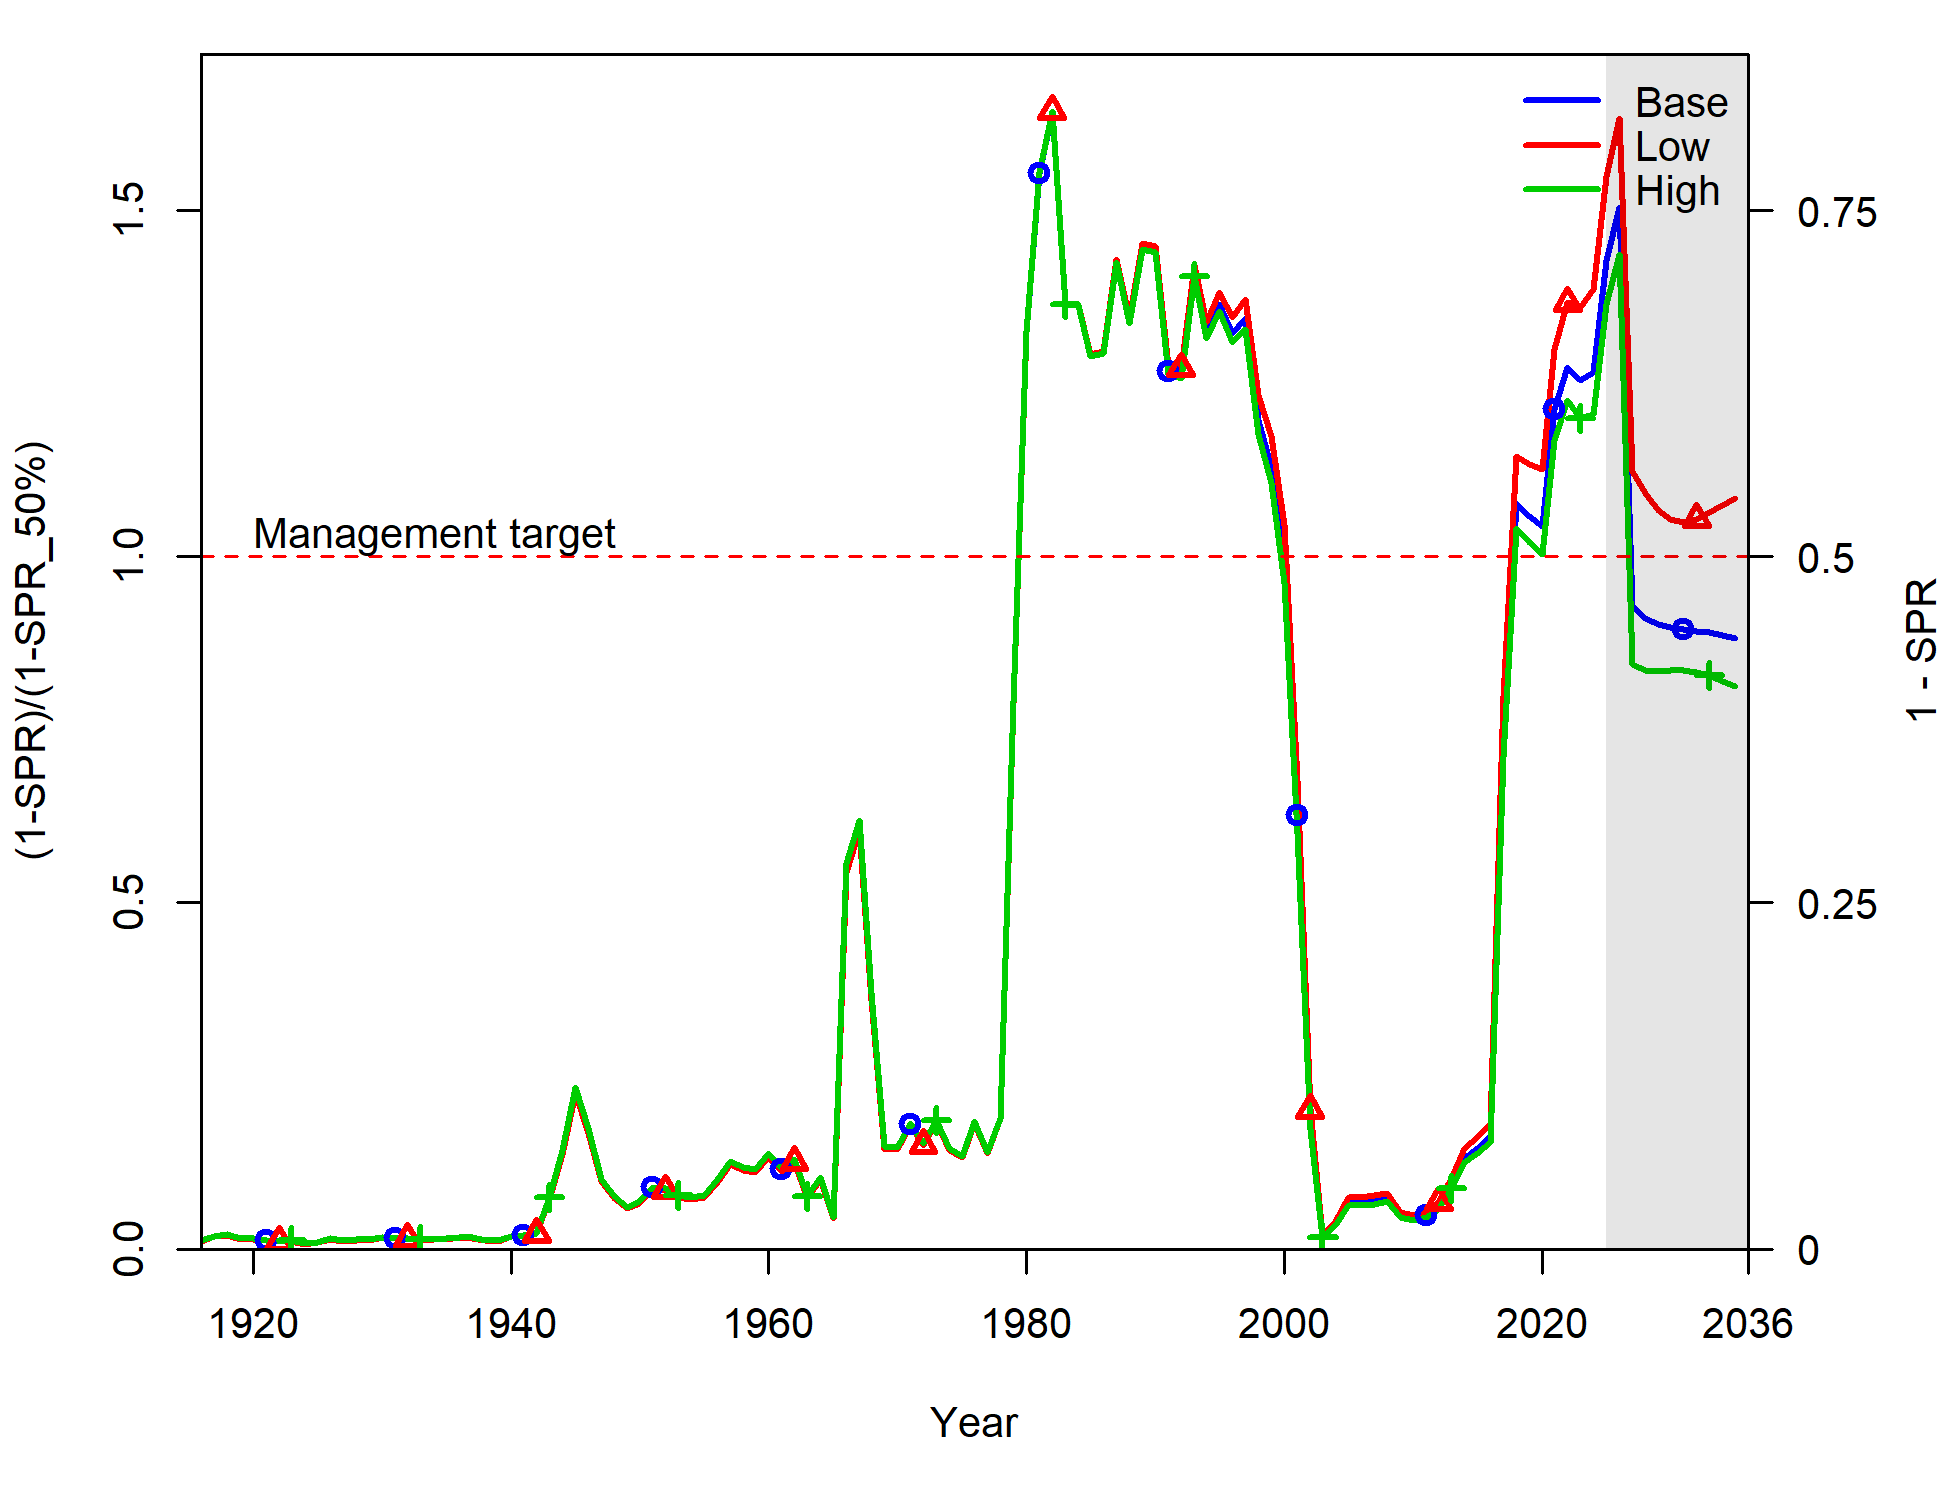 Base
Low
High
Management target
(1-SPR)/(1-SPR_50%)
0.0
0.5
1.0
1.5
1 - SPR
0
0.25
0.5
0.75
1920
1940
1960
1980
2000
2020
2036
Year